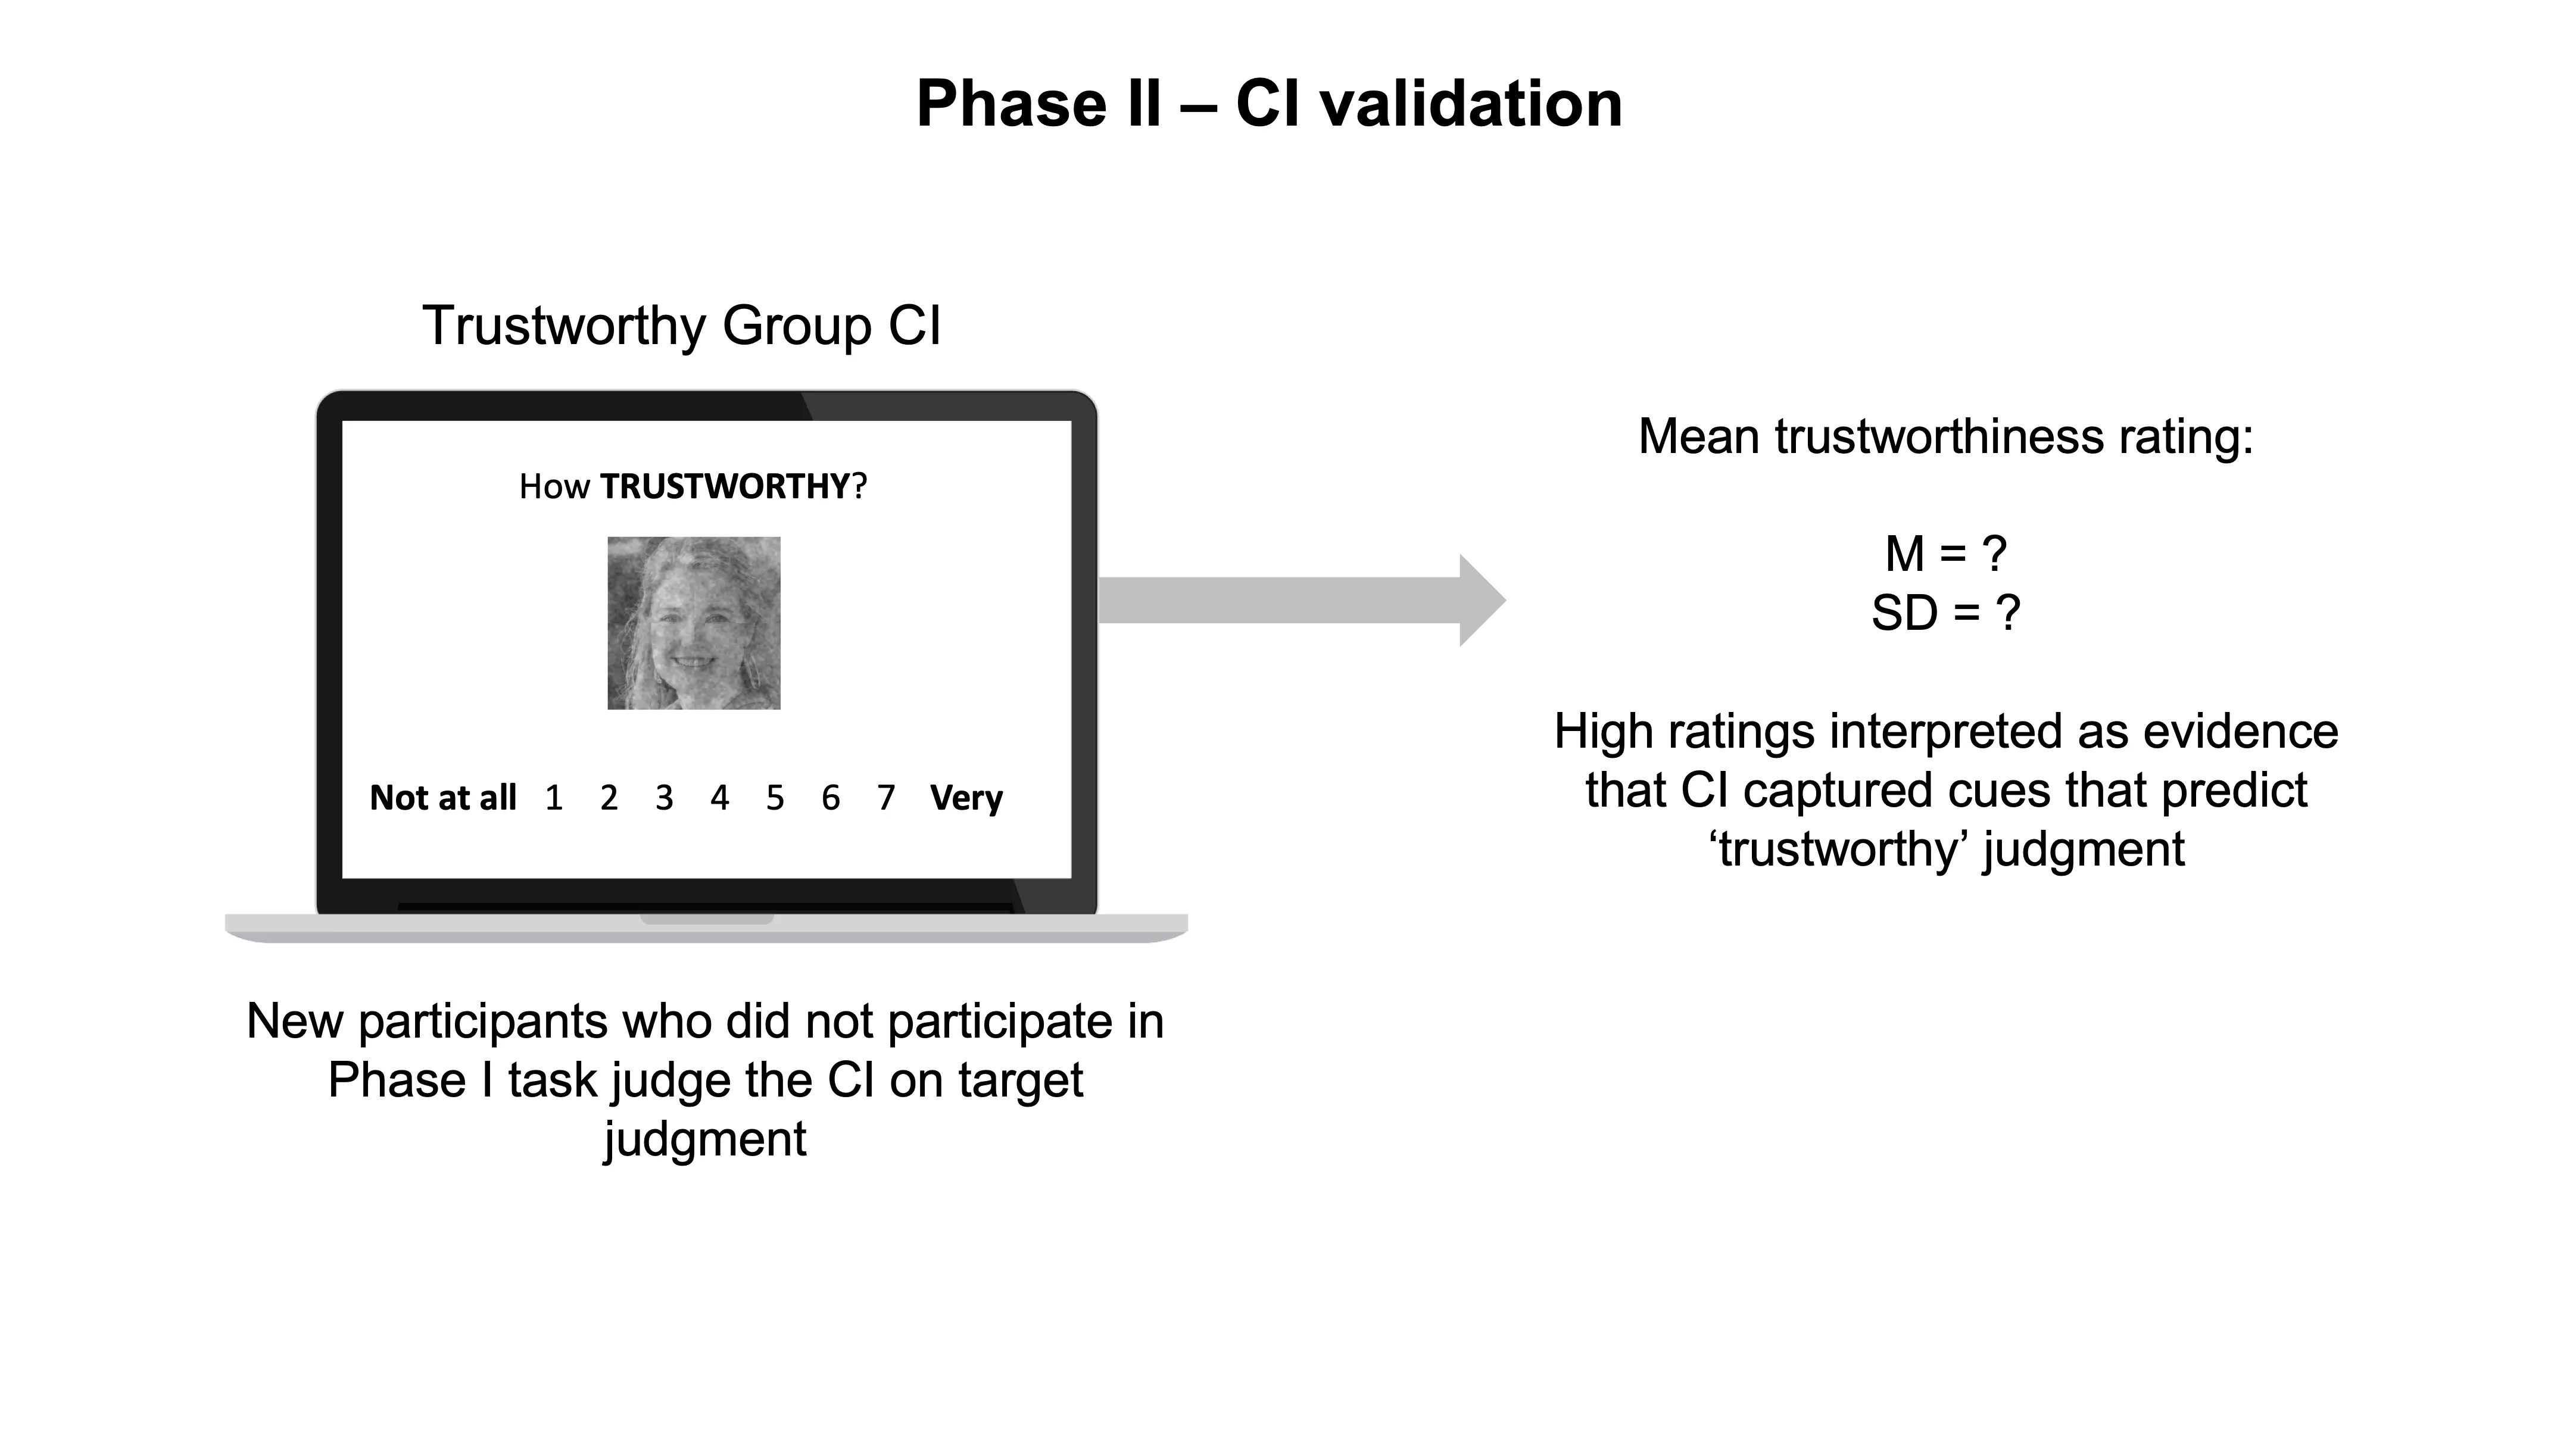 Phase II – CI validation
Trustworthy Group CI
How TRUSTWORTHY?
Not at all 1 2 3 4 5 6 7 Very
New participants who did not participate in
Phase I task judge the CI on target
judgment
Mean trustworthiness rating:
M = ?
SD = ?
High ratings interpreted as evidence
that CI captured cues that predict
‘trustworthy’ judgment